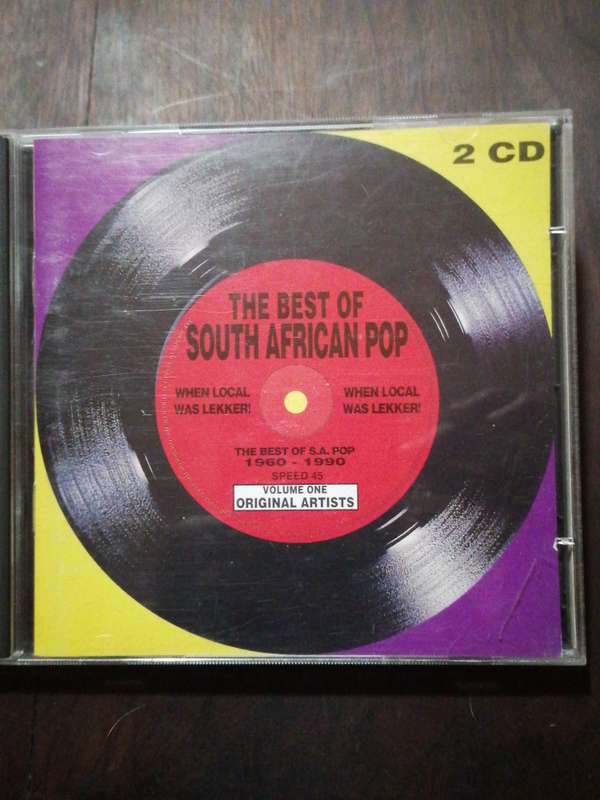 2 CD
THE BEST OF
SOUTH AFRICAN POP
WHEN LOCAL
WAS LEKKER!
WHEN LOCAL
WAS LEKKER!
THE BEST OF S.A. POP
1960 - 1990
SPEED 45
VOLUME ONE
ORIGINAL ARTISTS